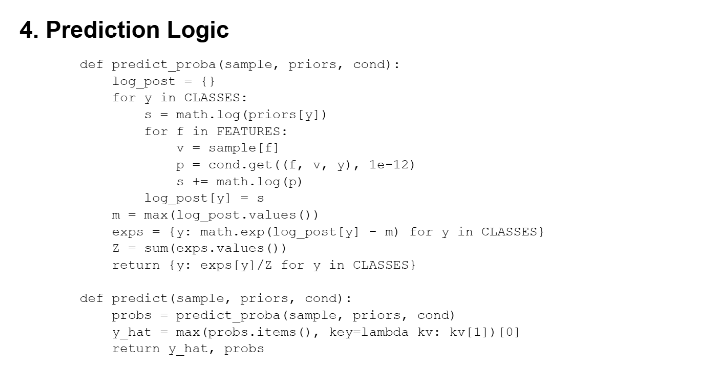 4. Prediction Logic
def predict_proba(sample, priors, cond):
    log_post = {}
    for y in CLASSES:
        s = math.log(priors[y])
        for f in FEATURES:
            v = sample[f]
            p = cond.get((f, v, y), 1e-12)
            s += math.log(p)
        log_post[y] = s
    m = max(log_post.values())
    exps = {y: math.exp(log_post[y] - m) for y in CLASSES}
    Z = sum(exps.values())
    return {y: exps[y]/Z for y in CLASSES}
def predict(sample, priors, cond):
    probs = predict_proba(sample, priors, cond)
    y_hat = max(probs.items(), key=lambda kv: kv[1])[0]
    return y_hat, probs